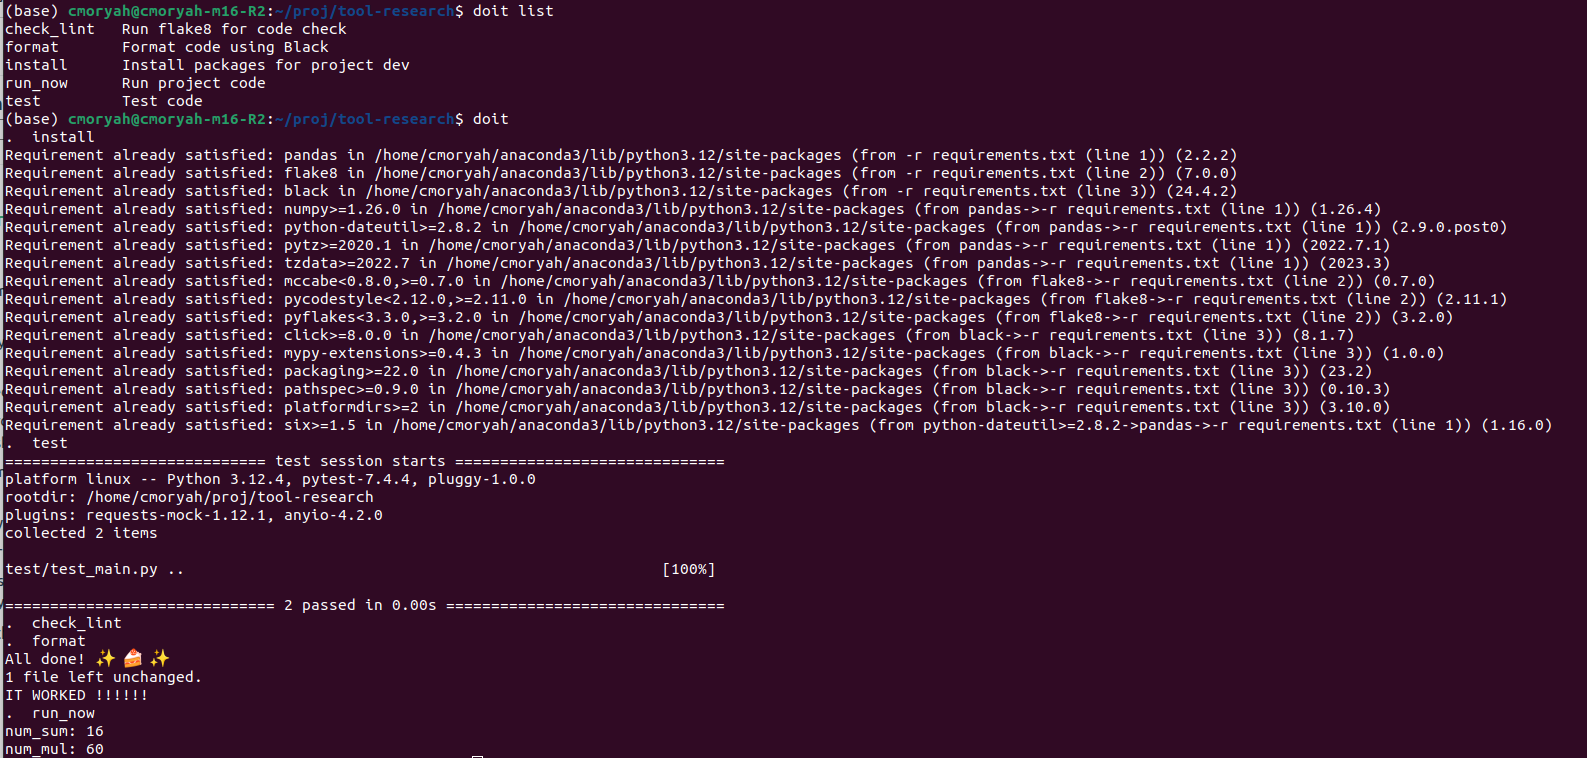 (base) cmoryah@cmoryah-m16-R2:~/proj/tool-research$ doit list
check_lint   Run flake8 for code check
format       Format code using Black
install      Install packages for project dev
run_now      Run project code
test         Test code
(base) cmoryah@cmoryah-m16-R2:~/proj/tool-research$ doit
.  install
Requirement already satisfied: pandas in /home/cmoryah/anaconda3/lib/python3.12/site-packages (from -r requirements.txt (line 1)) (2.2.2)
Requirement already satisfied: flake8 in /home/cmoryah/anaconda3/lib/python3.12/site-packages (from -r requirements.txt (line 2)) (7.0.0)
Requirement already satisfied: black in /home/cmoryah/anaconda3/lib/python3.12/site-packages (from -r requirements.txt (line 3)) (24.4.2)
Requirement already satisfied: numpy>=1.26.0 in /home/cmoryah/anaconda3/lib/python3.12/site-packages (from pandas->-r requirements.txt (line 1)) (1.26.4)
Requirement already satisfied: python-dateutil>=2.8.2 in /home/cmoryah/anaconda3/lib/python3.12/site-packages (from pandas->-r requirements.txt (line 1)) (2.9.0.post0)
Requirement already satisfied: pytz>=2020.1 in /home/cmoryah/anaconda3/lib/python3.12/site-packages (from pandas->-r requirements.txt (line 1)) (2022.7.1)
Requirement already satisfied: tzdata>=2022.7 in /home/cmoryah/anaconda3/lib/python3.12/site-packages (from pandas->-r requirements.txt (line 1)) (2023.3)
Requirement already satisfied: mccabe<0.8.0,>=0.7.0 in /home/cmoryah/anaconda3/lib/python3.12/site-packages (from flake8->-r requirements.txt (line 2)) (0.7.0)
Requirement already satisfied: pycodestyle<2.12.0,>=2.11.0 in /home/cmoryah/anaconda3/lib/python3.12/site-packages (from flake8->-r requirements.txt (line 2)) (2.11.1)
Requirement already satisfied: pyflakes<3.3.0,>=3.2.0 in /home/cmoryah/anaconda3/lib/python3.12/site-packages (from flake8->-r requirements.txt (line 2)) (3.2.0)
Requirement already satisfied: click>=8.0.0 in /home/cmoryah/anaconda3/lib/python3.12/site-packages (from black->-r requirements.txt (line 3)) (8.1.7)
Requirement already satisfied: mypy-extensions>=0.4.3 in /home/cmoryah/anaconda3/lib/python3.12/site-packages (from black->-r requirements.txt (line 3)) (1.0.0)
Requirement already satisfied: packaging>=22.0 in /home/cmoryah/anaconda3/lib/python3.12/site-packages (from black->-r requirements.txt (line 3)) (23.2)
Requirement already satisfied: pathspec>=0.9.0 in /home/cmoryah/anaconda3/lib/python3.12/site-packages (from black->-r requirements.txt (line 3)) (0.10.3)
Requirement already satisfied: platformdirs>=2 in /home/cmoryah/anaconda3/lib/python3.12/site-packages (from black->-r requirements.txt (line 3)) (3.10.0)
Requirement already satisfied: six>=1.5 in /home/cmoryah/anaconda3/lib/python3.12/site-packages (from python-dateutil>=2.8.2->pandas->-r requirements.txt (line 1)) (1.16.0)
.  test
============================= test session starts ==============================
platform linux -- Python 3.12.4, pytest-7.4.4, pluggy-1.0.0
rootdir: /home/cmoryah/proj/tool-research
plugins: requests-mock-1.12.1, anyio-4.2.0
collected 2 items
test/test_main.py ..                                                     [100%]
============================== 2 passed in 0.00s ===============================
.  check_lint
.  format
All done! ✨ 🍰 ✨
1 file left unchanged.
IT WORKED !!!!!!
.  run_now
num_sum: 16
num_mul: 60